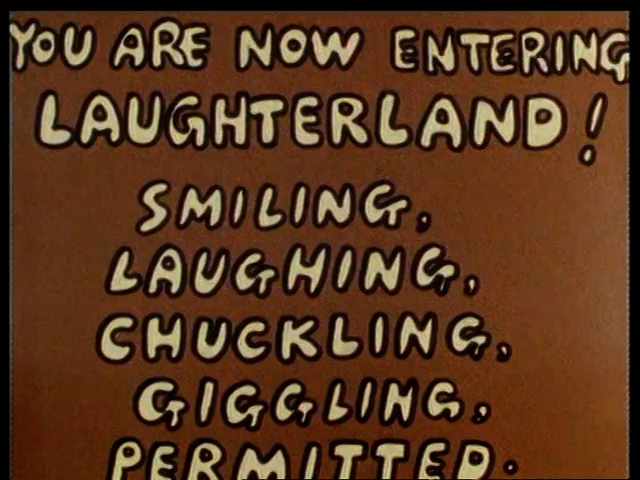 YOU ARE NOW ENTERING
LAUGHTERLAND!
SMILING,
LAUGHING,
CHUCKLING,
GIGGLING,
PERMITTED.